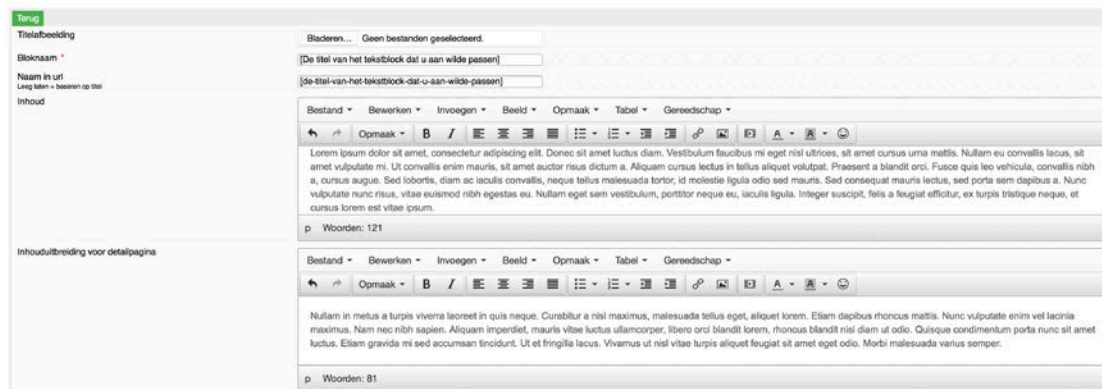 Terug
Titelafbeelding
Bladeren... Geen bestanden geselecteerd.
Bloknaam *
[De titel van het tekstblock dat u aan wilde passen]
Naam in url
Leeg laten = baseren op titel
[de-titel-van-het-tekstblock-dat-u-aan-wilde-passen]
Inhoud
Bestand Bewerken Invoegen Beeld Opmaak Tabel Gereedschap
Opmaak B I A A
Lorem ipsum dolor sit amet, consectetur adipiscing elit. Donec sit amet luctus diam. Vestibulum faucibus mi eget nisl ultrices, sit amet cursus urna mattis. Nullam eu convallis lacus, sit
amet vulputate mi. Ut convallis enim mauris, sit amet auctor risus dictum a. Aliquam cursus lectus in tellus aliquet volutpat. Praesent a blandit orci. Fusce quis leo vehicula, convallis nibh
a, cursus augue. Sed lobortis, diam ac iaculis convallis, neque tellus malesuada tortor, id molestie ligula odio sed mauris. Sed consequat mauris lectus, sed porta sem dapibus a. Nunc
vulputate nunc risus, vitae euismod nibh egestas eu. Nullam eget sem vestibulum, porttitor neque eu, iaculis ligula. Integer suscipit, felis a feugiat efficitur, ex turpis tristique neque, et
cursus lorem est vitae ipsum.
p Woorden: 121
Inhouduitbreiding voor detailpagina
Bestand Bewerken Invoegen Beeld Opmaak Tabel Gereedschap
Opmaak B I A A
Nullam in metus a turpis viverra laoreet in quis neque. Curabitur a nisl maximus, malesuada tellus eget, aliquet lorem. Etiam dapibus rhoncus mattis. Nunc vulputate enim vel lacinia
maximus. Nam nec nibh sapien. Aliquam imperdiet, mauris vitae luctus ullamcorper, libero orci blandit lorem, rhoncus blandit nisi diam ut odio. Quisque condimentum porta nunc sit amet
luctus. Etiam gravida mi sed accumsan tincidunt. Ut et fringilla lacus. Vivamus ut nisl vitae turpis aliquet feugiat sit amet eget odio. Morbi malesuada varius semper.
p Woorden: 81